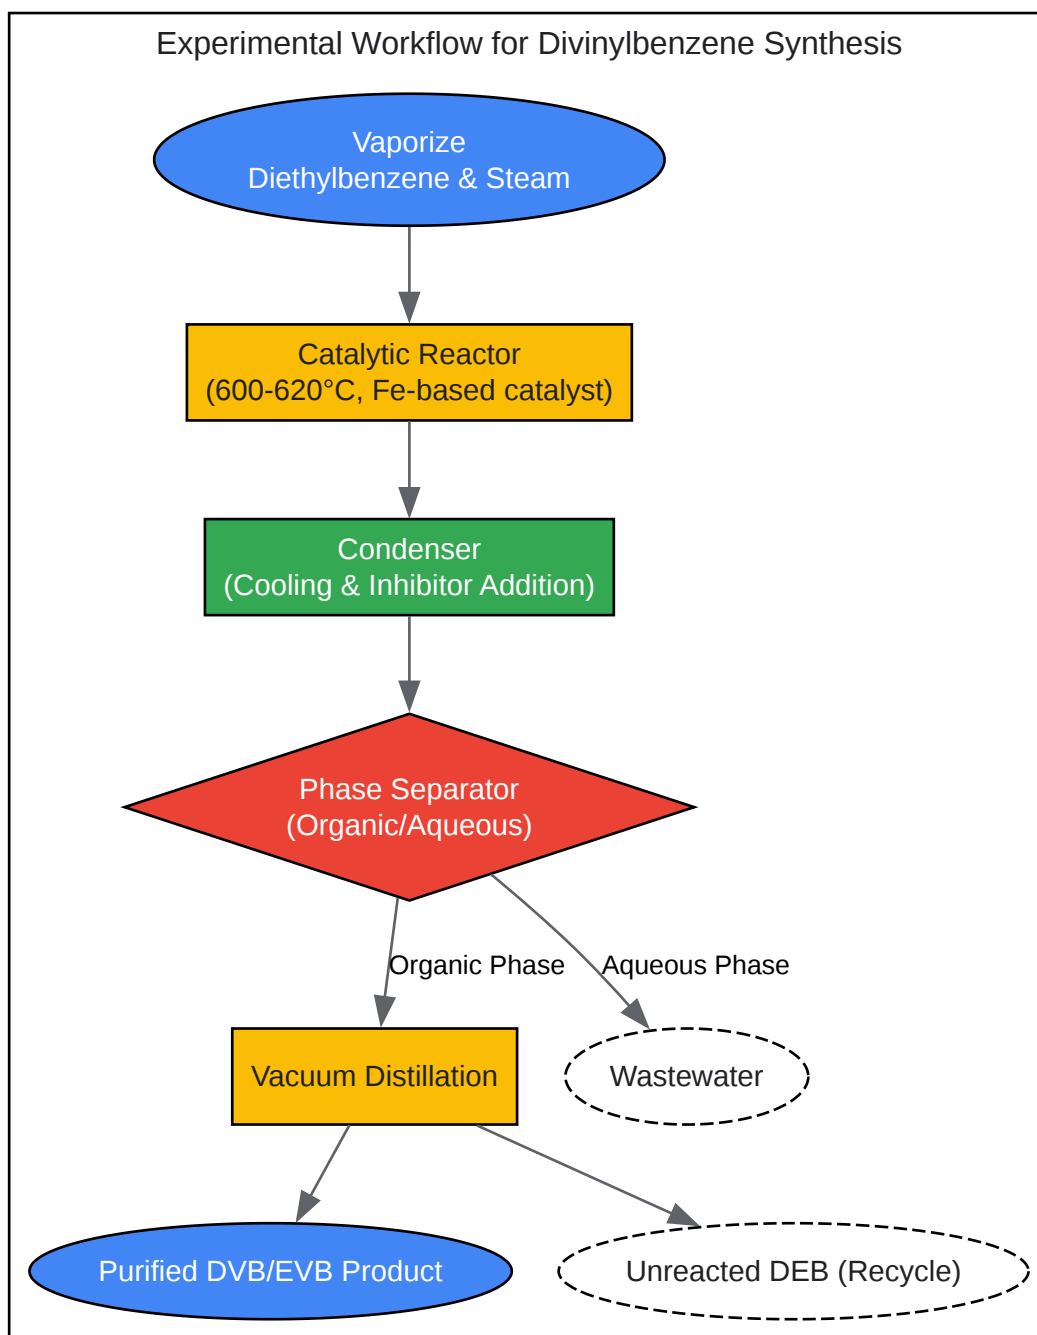 Experimental Workflow for Divinylbenzene Synthesis
Vaporize
Diethylbenzene & Steam
Catalytic Reactor
(600-620°C, Fe-based catalyst)
Condenser
(Cooling & Inhibitor Addition)
Phase Separator
(Organic/Aqueous)
Organic Phase
Aqueous Phase
Vacuum Distillation
Wastewater
Purified DVB/EVB Product
Unreacted DEB (Recycle)